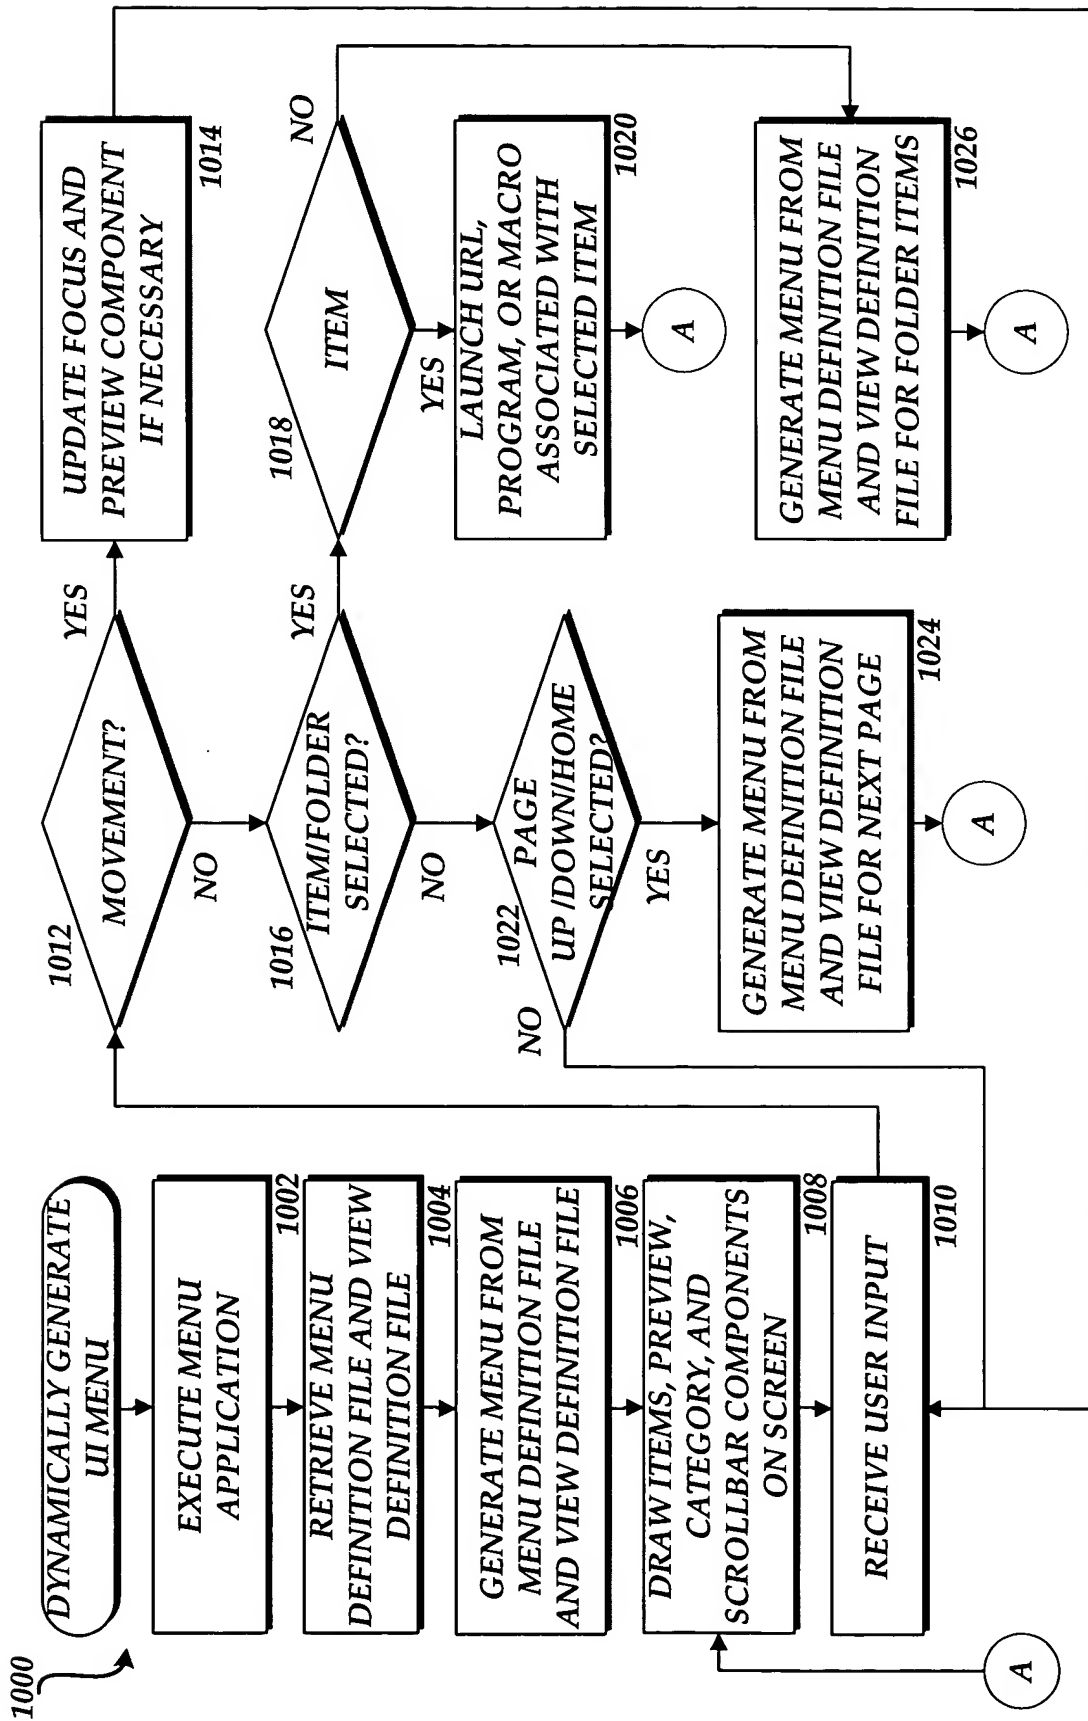 1000
DYNAMICALLY GENERATE
UI MENU
EXECUTE MENU
APPLICATION
1002
RETRIEVE MENU
DEFINITION FILE AND VIEW
DEFINITION FILE
1004
GENERATE MENU FROM
MENU DEFINITION FILE
AND VIEW DEFINITION FILE
1006
DRAW ITEMS, PREVIEW,
CATEGORY, AND
SCROLLBAR COMPONENTS
ON SCREEN
1008
RECEIVE USER INPUT
1010
A
1012
MOVEMENT?
YES
NO
UPDATE FOCUS AND
PREVIEW COMPONENT
IF NECESSARY
1014
1016
ITEM/FOLDER
SELECTED?
YES
NO
1018
ITEM
NO
YES
LAUNCH URL,
PROGRAM, OR MACRO
ASSOCIATED WITH
SELECTED ITEM
1020
A
1022
PAGE
UP /DOWN/HOME
SELECTED?
NO
YES
GENERATE MENU FROM
MENU DEFINITION FILE
AND VIEW DEFINITION
FILE FOR NEXT PAGE
1024
A
GENERATE MENU FROM
MENU DEFINITION FILE
AND VIEW DEFINITION
FILE FOR FOLDER ITEMS
1026
A